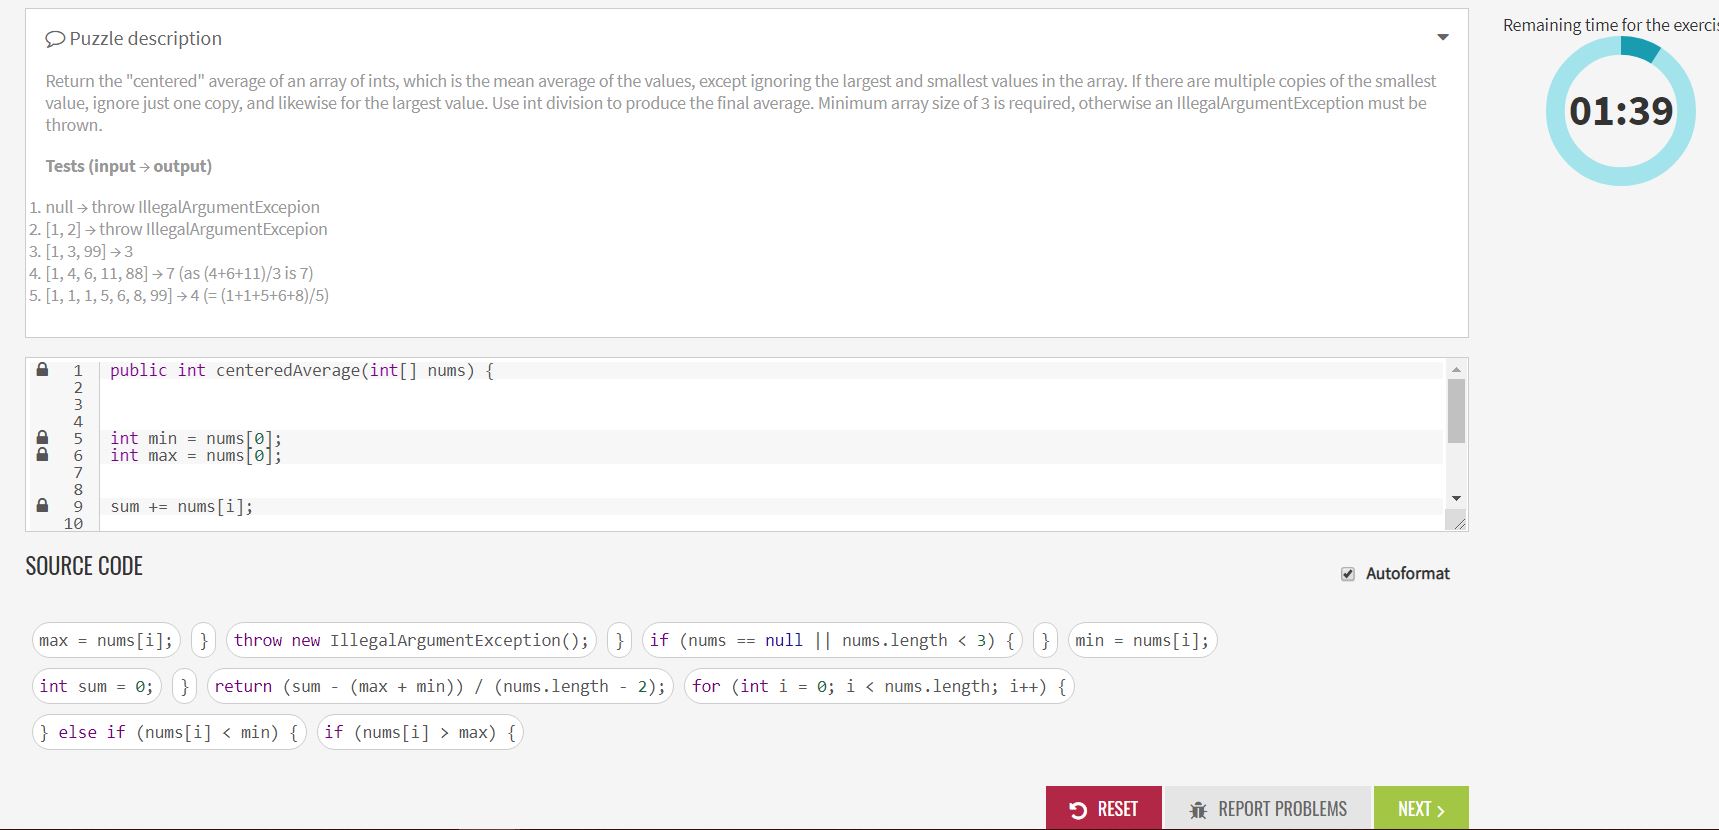 Puzzle description
Remaining time for the exerci
Return the "centered" average of an array of ints, which is the mean average of the values, except ignoring the largest and smallest values in the array. If there are multiple copies of the smallest
value, ignore just one copy, and likewise for the largest value. Use int division to produce the final average. Minimum array size of 3 is required, otherwise an IllegalArgumentException must be
thrown.
01:39
Tests (input → output)
1. null → throw IllegalArgumentExcepion
2. [1, 2] → throw IllegalArgumentExcepion
3. [1, 3, 99] → 3
4. [1, 4, 6, 11, 88] → 7 (as (4+6+11)/3 is 7)
5. [1, 1, 1, 5, 6, 8, 99] → 4 (= (1+1+5+6+8)/5)
1 public int centeredAverage(int[] nums) {
2
3
4
5 int min = nums[0];
6 int max = nums[0];
7
8
9 sum += nums[i];
10
SOURCE CODE
Autoformat
max = nums[i]; } throw new IllegalArgumentException(); } if (nums == null || nums.length < 3) { } min = nums[i];
int sum = 0; } return (sum - (max + min)) / (nums.length - 2); for (int i = 0; i < nums.length; i++) {
} else if (nums[i] < min) { if (nums[i] > max) {
RESET REPORT PROBLEMS NEXT >